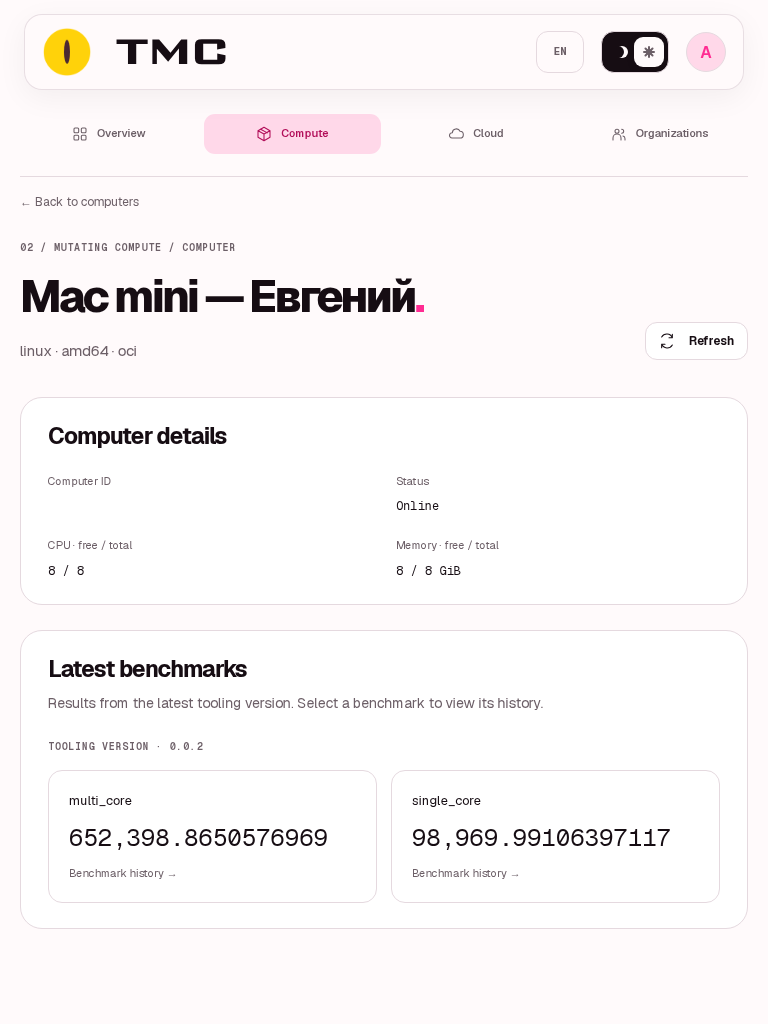 TMC
EN
A
Overview
Compute
Cloud
Organizations
← Back to computers
02 / MUTATING COMPUTE / COMPUTER
Mac mini — Евгений.
linux · amd64 · oci
Refresh
Computer details
Computer ID
Status
Online
CPU · free / total
Memory · free / total
8 / 8
8 / 8 GiB
Latest benchmarks
Results from the latest tooling version. Select a benchmark to view its history.
TOOLING VERSION · 0.0.2
multi_core
652,398.8650576969
Benchmark history →
single_core
98,969.99106397117
Benchmark history →